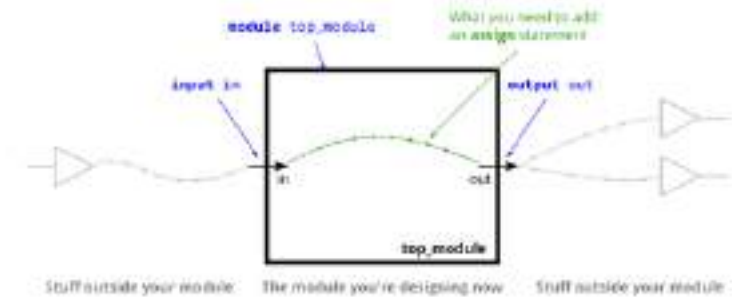 What you need to add
an assign statement
module top_module
input in
output out
in
out
top_module
Stuff outside your module
The module you're designing now
Stuff outside your module